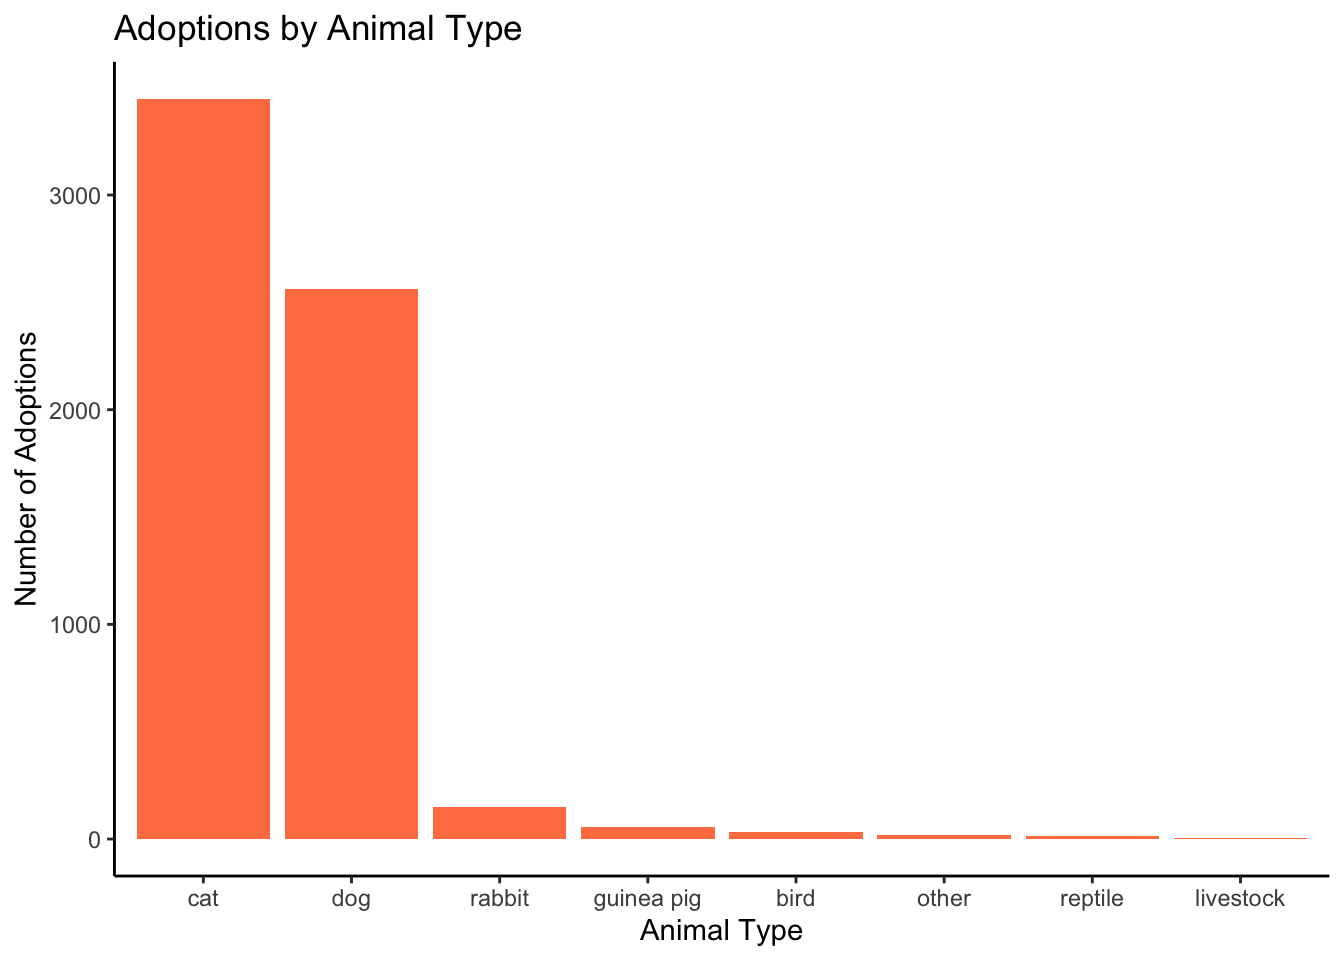 Adoptions by Animal Type
Number of Adoptions
3000
2000
1000
0
cat dog rabbit guinea pig bird other reptile livestock
Animal Type